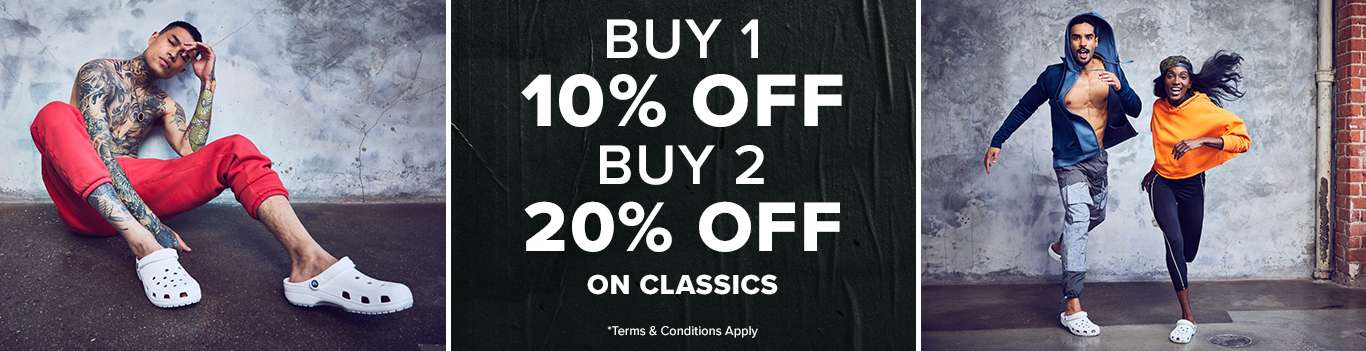 BUY 1
10% OFF
BUY 2
20% OFF
ON CLASSICS
*Terms & Conditions Apply